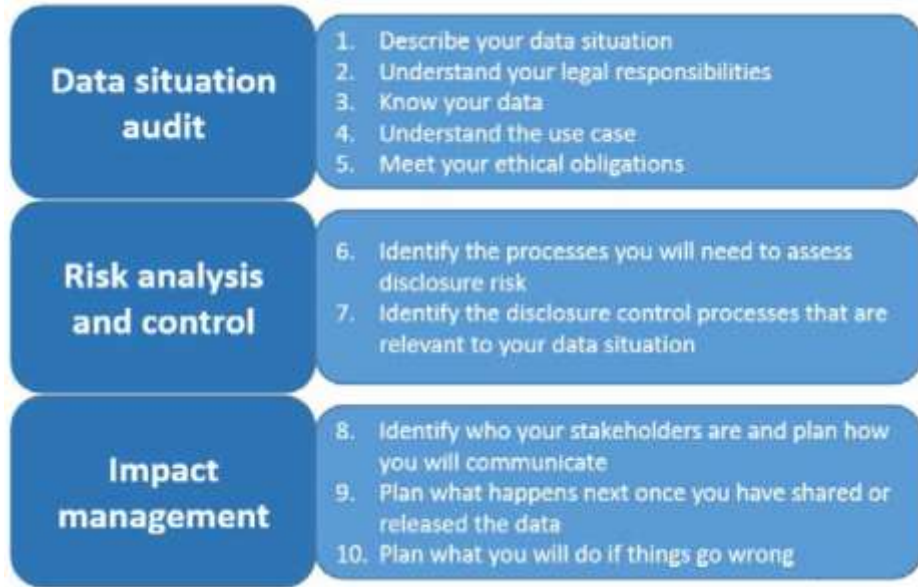 Data situation
audit
1. Describe your data situation
2. Understand your legal responsibilities
3. Know your data
4. Understand the use case
5. Meet your ethical obligations
Risk analysis
and control
6. Identify the processes you will need to assess
disclosure risk
7. Identify the disclosure control processes that are
relevant to your data situation
Impact
management
8. Identify who your stakeholders are and plan how
you will communicate
9. Plan what happens next once you have shared or
released the data
10. Plan what you will do if things go wrong